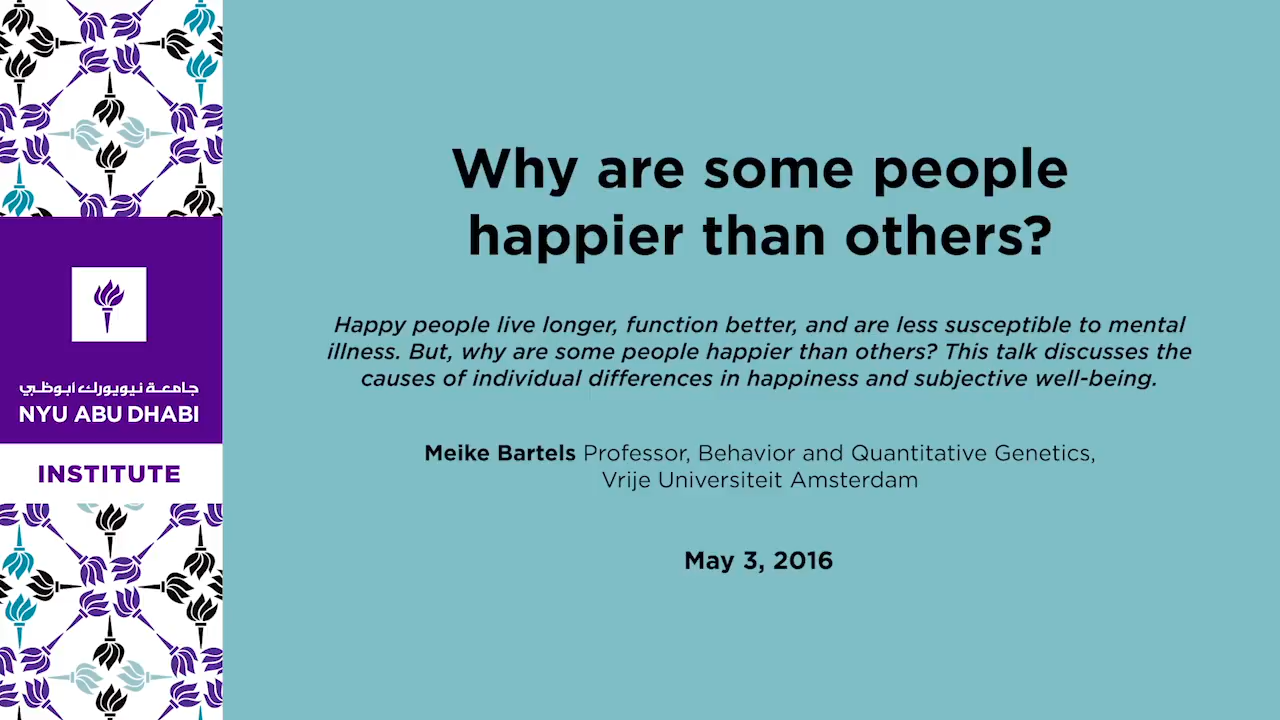 Why are some people
happier than others?
Happy people live longer, function better, and are less susceptible to mental
illness. But, why are some people happier than others? This talk discusses the
causes of individual differences in happiness and subjective well-being.
Meike Bartels Professor, Behavior and Quantitative Genetics,
Vrije Universiteit Amsterdam
May 3, 2016
جامعـة نيويورك أبوظبي
NYU ABU DHABI
INSTITUTE